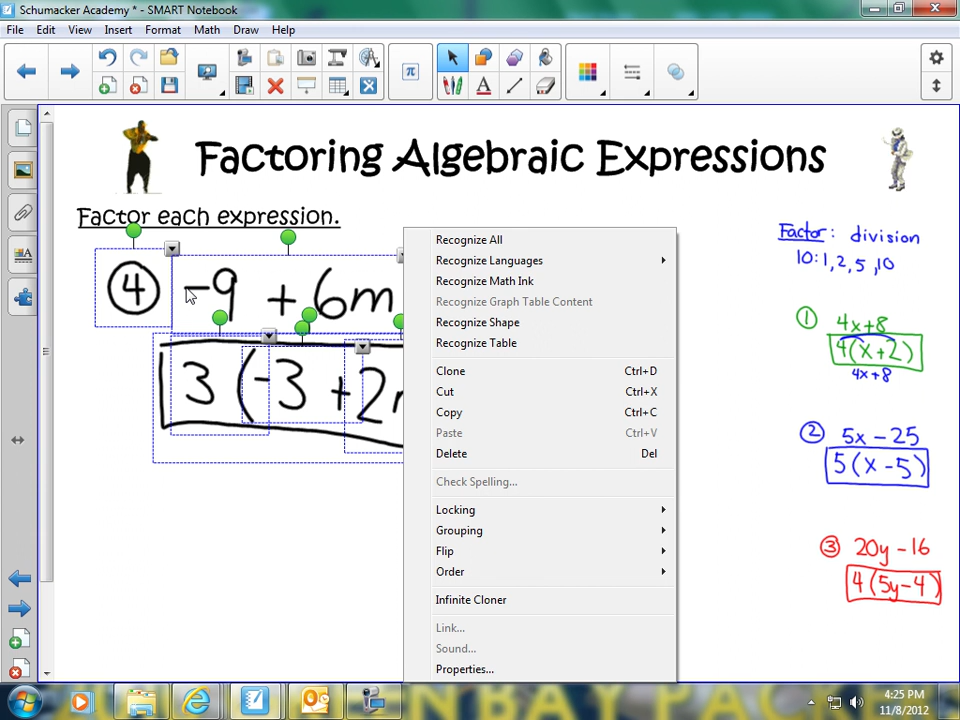 Schumacker Academy * - SMART Notebook
File Edit View Insert Format Math Draw Help
Factoring Algebraic Expressions
Factor each expression.
④ -9 + 6m
3 (-3 + 2
Recognize All
Recognize Languages
Recognize Math Ink
Recognize Graph Table Content
Recognize Shape
Recognize Table
Clone Ctrl+D
Cut Ctrl+X
Copy Ctrl+C
Paste Ctrl+V
Delete Del
Check Spelling...
Locking
Grouping
Flip
Order
Infinite Cloner
Link...
Sound...
Properties...
Factor: division
10: 1, 2, 5, 10
① 4x+8
4(x+2)
4x+8
② 5x - 25
5(x-5)
③ 20y - 16
4(5y-4)
4:25 PM
11/8/2012